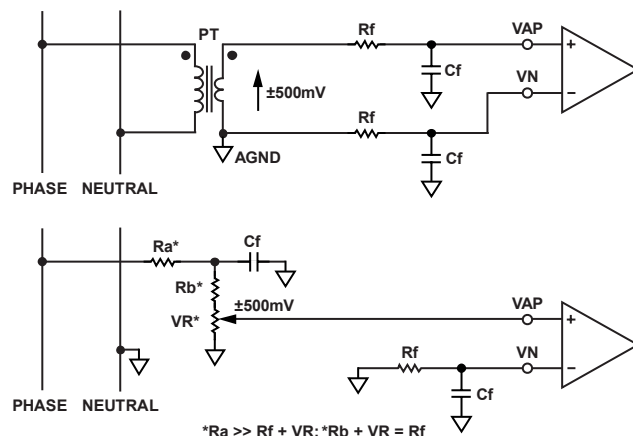 PT
Rf
VAP
Cf
±500mV
VN
Rf
AGND
Cf
PHASE NEUTRAL
Ra*
Cf
Rb*
±500mV
VAP
VR*
Rf
VN
Cf
PHASE NEUTRAL
*Ra >> Rf + VR; *Rb + VR = Rf